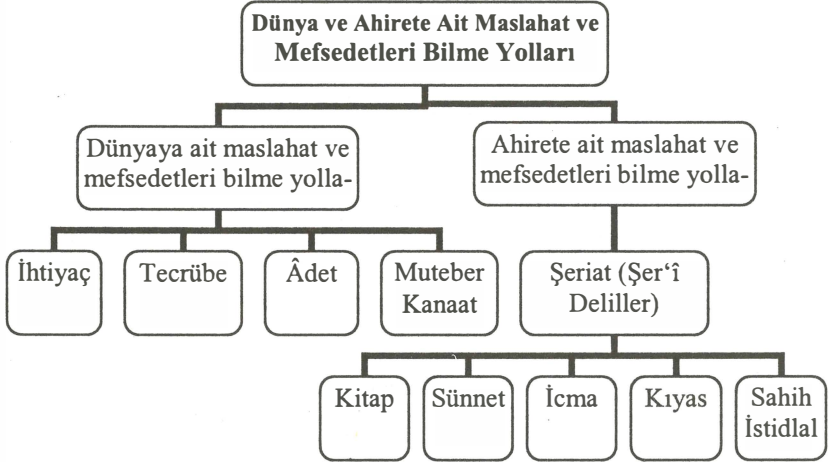 Dünya ve Ahirete Ait Maslahat ve
Mefsedetleri Bilme Yolları
Dünyaya ait maslahat ve
mefsedetleri bilme yolla-
Ahirete ait maslahat ve
mefsedetleri bilme yolla-
İhtiyaç
Tecrübe
Âdet
Muteber
Kanaat
Şeriat (Şer‘î
Deliller)
Kitap
Sünnet
İcma
Kıyas
Sahih
İstidlal